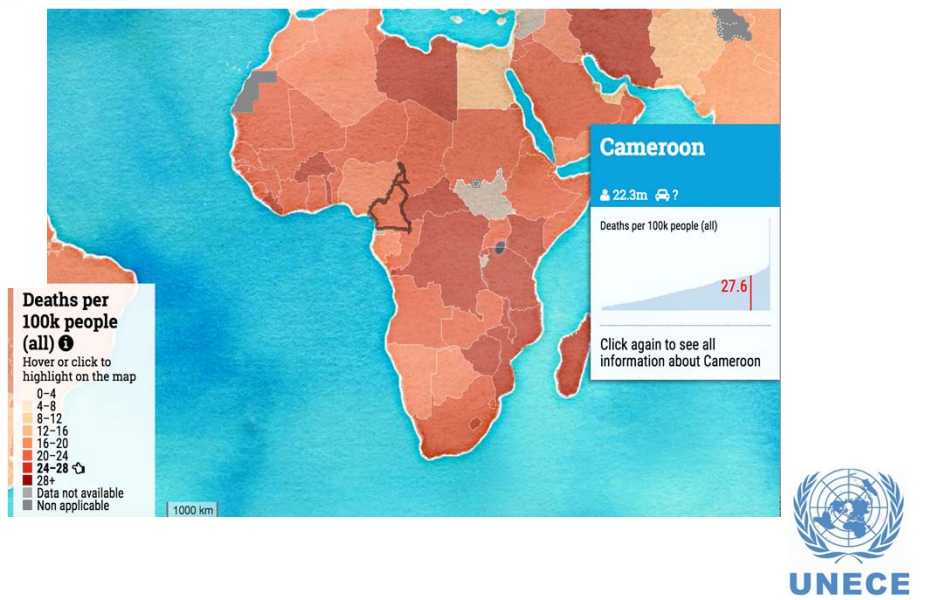 Cameroon
22.3m ?
Deaths per 100k people (all)
27.6
Click again to see all
information about Cameroon
Deaths per
100k people
(all)
Hover or click to
highlight on the map
0–4
4–8
8–12
12–16
16–20
20–24
24–28
28+
Data not available
Non applicable
1000 km
UNECE